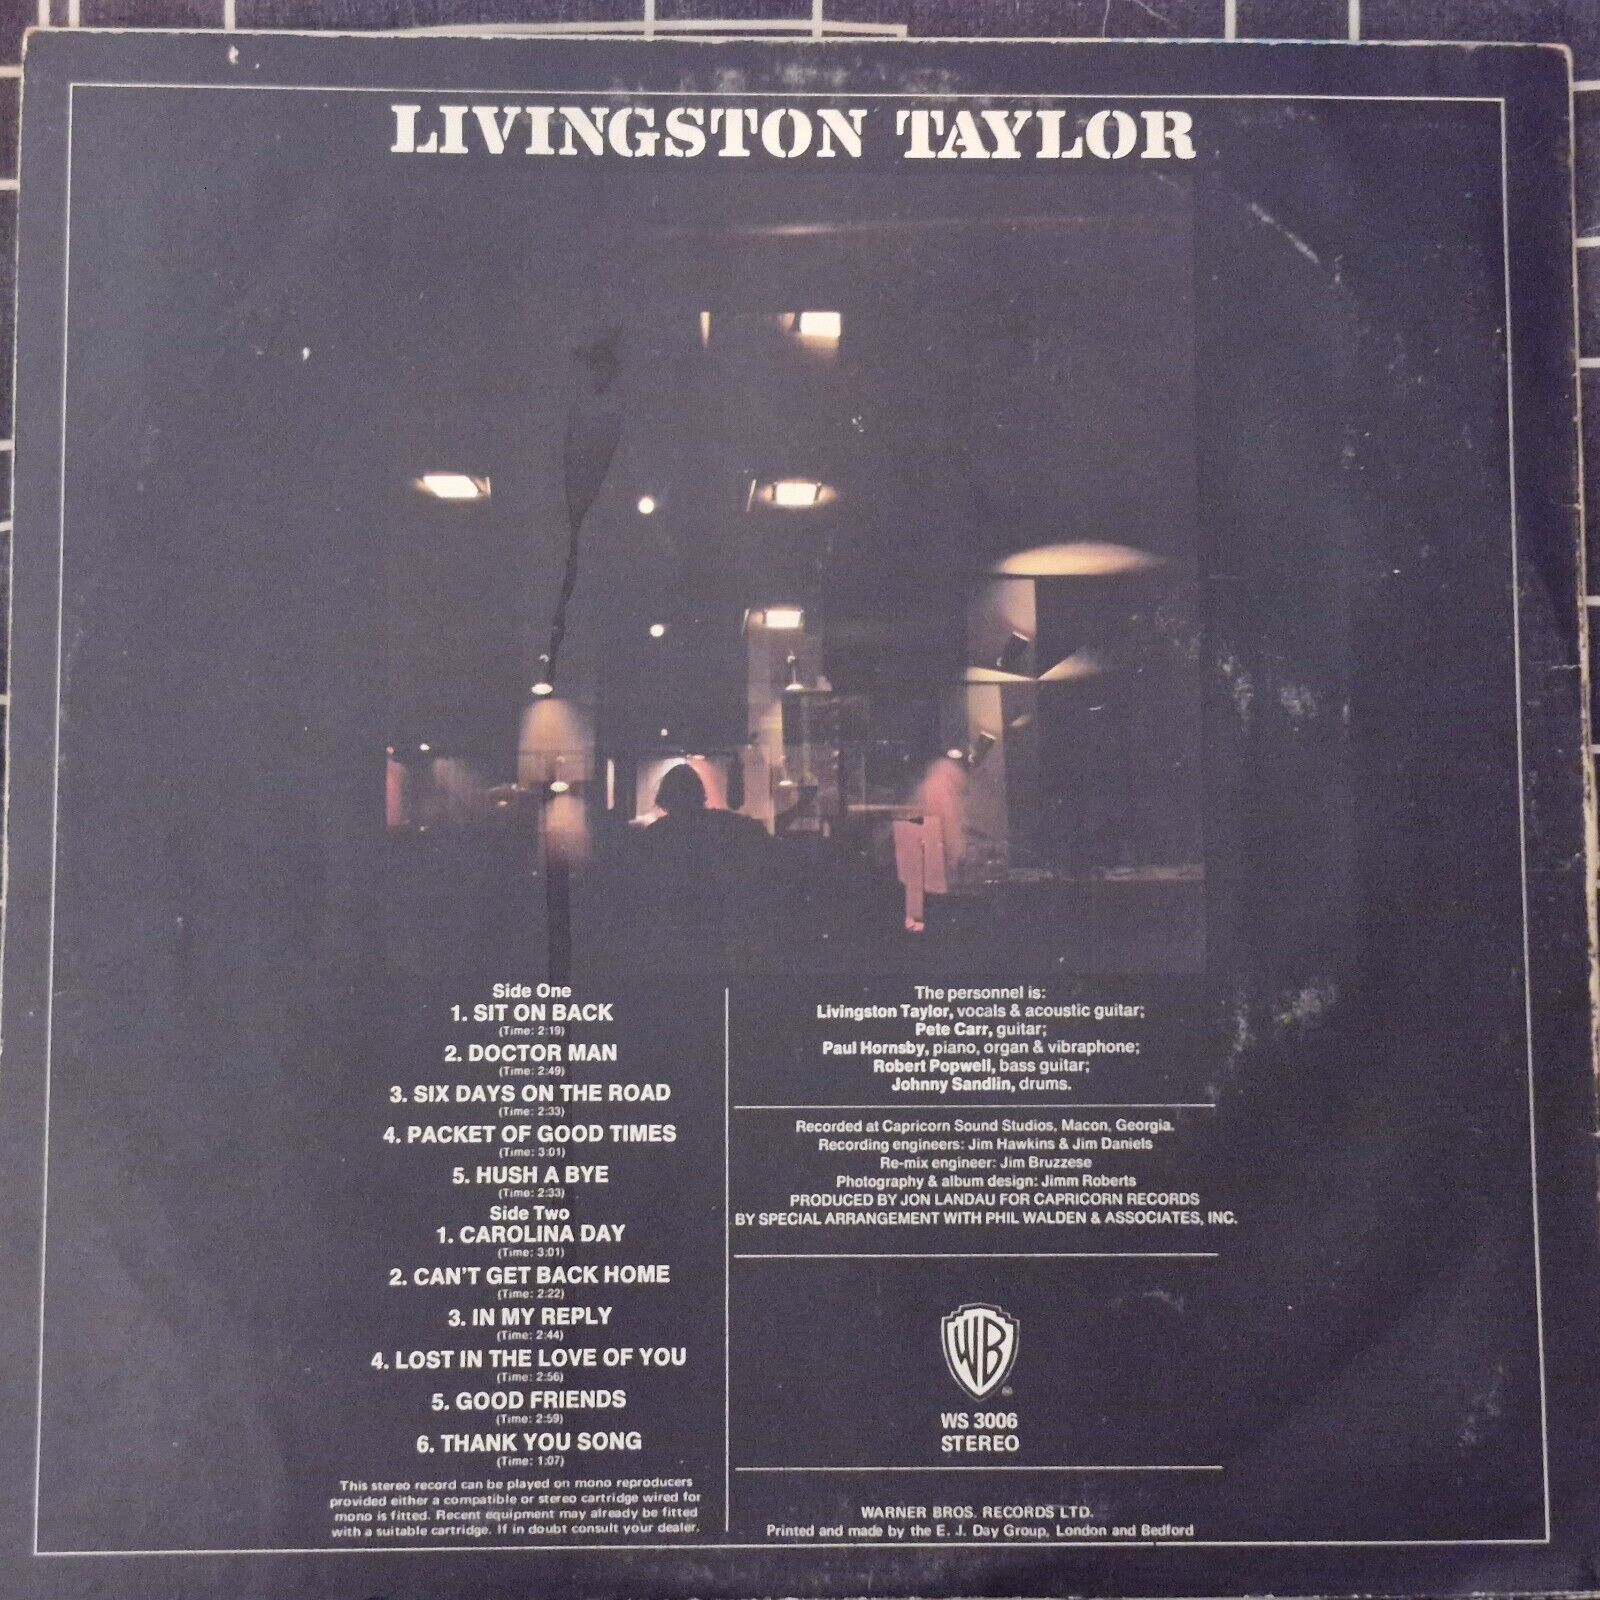 LIVINGSTON TAYLOR
Side One
1. SIT ON BACK
(Time: 2:19)
2. DOCTOR MAN
(Time: 2:49)
3. SIX DAYS ON THE ROAD
(Time: 2:33)
4. PACKET OF GOOD TIMES
(Time: 3:01)
5. HUSH A BYE
(Time: 2:33)
Side Two
1. CAROLINA DAY
(Time: 3:01)
2. CAN'T GET BACK HOME
(Time: 2:22)
3. IN MY REPLY
(Time: 2:44)
4. LOST IN THE LOVE OF YOU
(Time: 2:56)
5. GOOD FRIENDS
(Time: 2:59)
6. THANK YOU SONG
(Time: 1:07)
This stereo record can be played on mono reproducers
provided either a compatible or stereo cartridge wired for
mono is fitted. Recent equipment may already be fitted
with a suitable cartridge. If in doubt consult your dealer.
The personnel is:
Livingston Taylor, vocals & acoustic guitar;
Pete Carr, guitar;
Paul Hornsby, piano, organ & vibraphone;
Robert Popwell, bass guitar;
Johnny Sandlin, drums.
Recorded at Capricorn Sound Studios, Macon, Georgia.
Recording engineers: Jim Hawkins & Jim Daniels
Re-mix engineer: Jim Bruzzese
Photography & album design: Jimm Roberts
PRODUCED BY JON LANDAU FOR CAPRICORN RECORDS
BY SPECIAL ARRANGEMENT WITH PHIL WALDEN & ASSOCIATES, INC.
WB
WS 3006
STEREO
WARNER BROS. RECORDS LTD.
Printed and made by the E. J. Day Group, London and Bedford